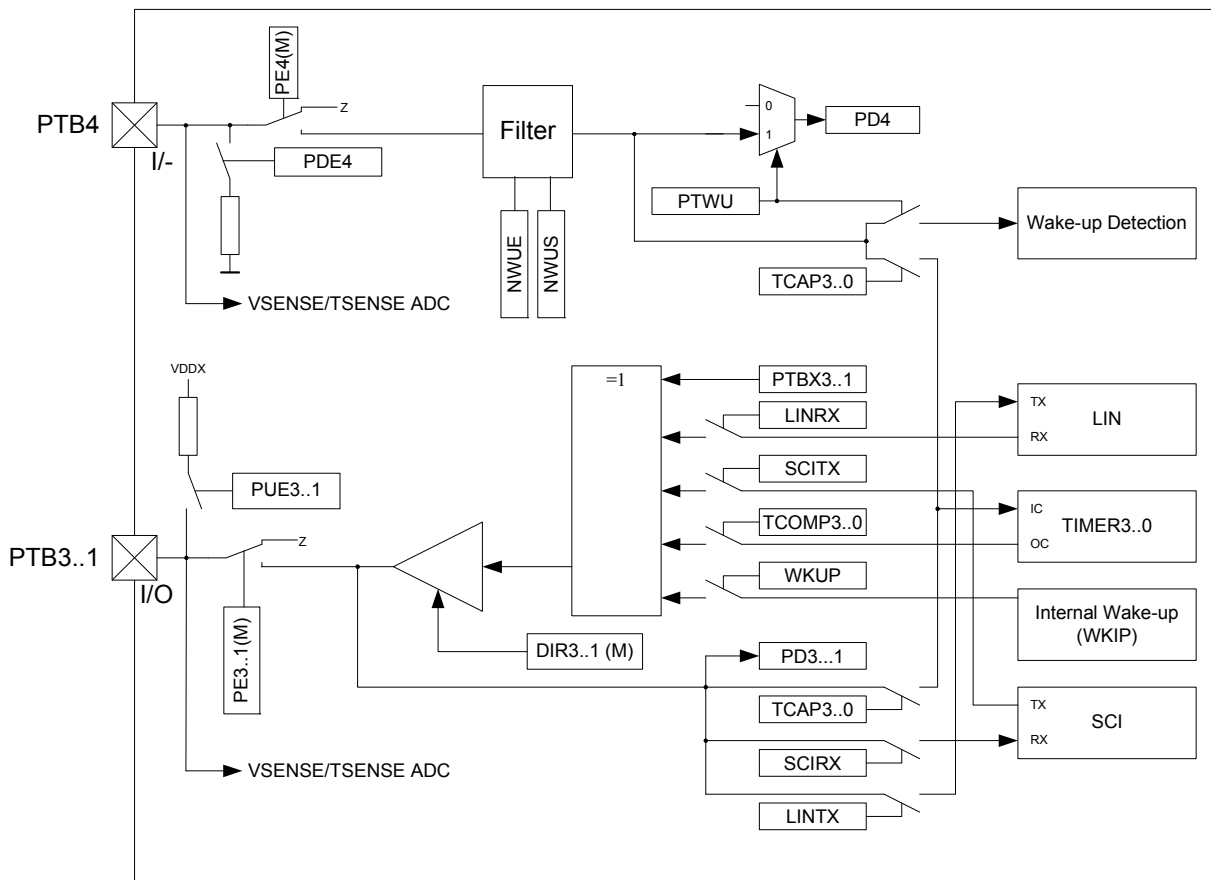 PE4(M)
Z
PTB4
I/-
Filter
0
1
PD4
PDE4
PTWU
NWUE
NWUS
Wake-up Detection
TCAP3..0
VSENSE/TSENSE ADC
VDDX
=1
PTBX3..1
LINRX
TX
RX
LIN
SCITX
PUE3..1
TCOMP3..0
IC
OC
TIMER3..0
PTB3..1
I/O
Z
WKUP
Internal Wake-up
(WKIP)
PE3..1(M)
DIR3..1 (M)
PD3...1
TCAP3..0
TX
RX
SCI
SCIRX
VSENSE/TSENSE ADC
LINTX